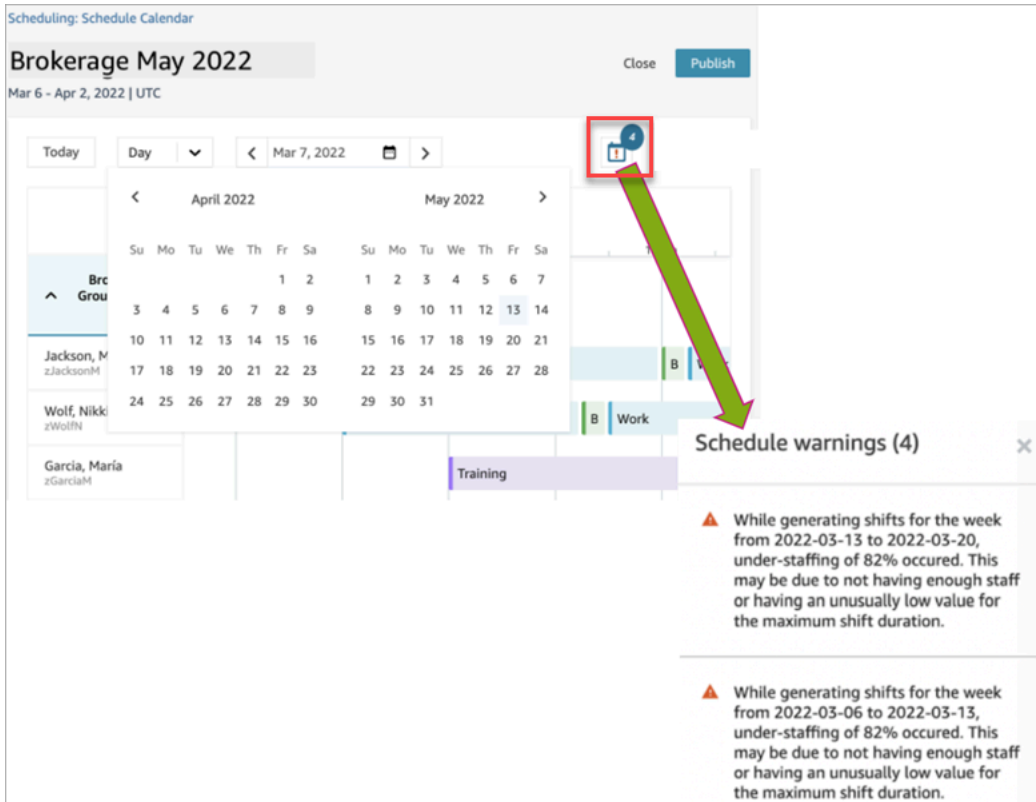 Scheduling: Schedule Calendar
Brokerage May 2022
Close Publish
Mar 6 - Apr 2, 2022 | UTC
4
Today Day Mar 7, 2022
April 2022 May 2022
Su Mo Tu We Th Fr Sa Su Mo Tu We Th Fr Sa
1 2 1 2 3 4 5 6 7
3 4 5 6 7 8 9 8 9 10 11 12 13 14
10 11 12 13 14 15 16 15 16 17 18 19 20 21
17 18 19 20 21 22 23 22 23 24 25 26 27 28
24 25 26 27 28 29 30 29 30 31
Bro
Grou
Jackson, M
zJacksonM
B
Wolf, Nikk
zWolfN
B Work
Garcia, María
zGarciaM
Training
Schedule warnings (4)
While generating shifts for the week
from 2022-03-13 to 2022-03-20,
under-staffing of 82% occured. This
may be due to not having enough staff
or having an unusually low value for
the maximum shift duration.
While generating shifts for the week
from 2022-03-06 to 2022-03-13,
under-staffing of 82% occured. This
may be due to not having enough staff
or having an unusually low value for
the maximum shift duration.